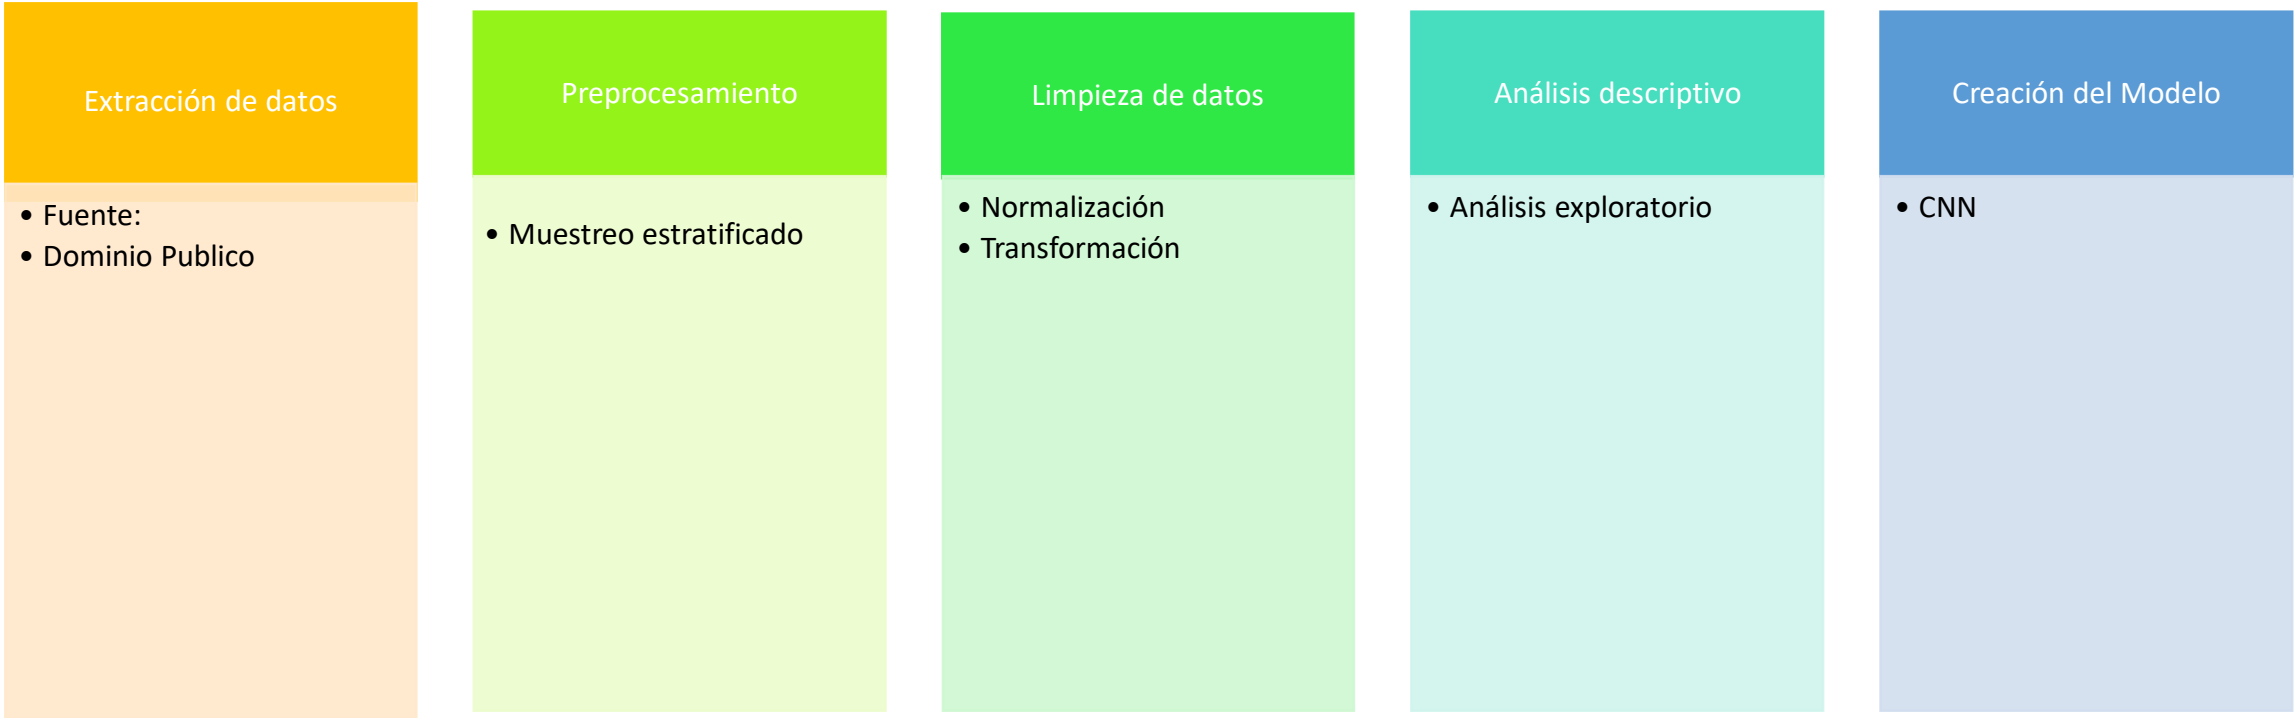 Extracción de datos
• Fuente:
• Dominio Publico
Preprocesamiento
• Muestreo estratificado
Limpieza de datos
• Normalización
• Transformación
Análisis descriptivo
• Análisis exploratorio
Creación del Modelo
• CNN